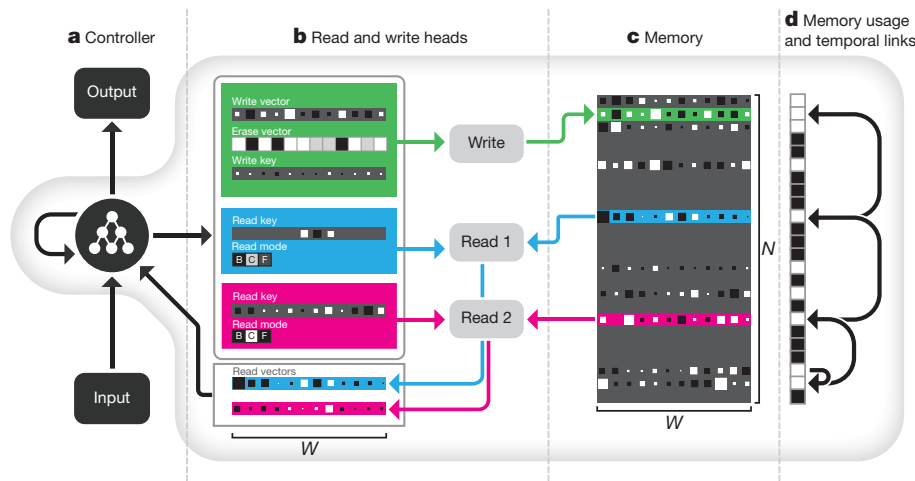 a Controller
b Read and write heads
c Memory
d Memory usage
and temporal links
Output
Input
Write vector
Erase vector
Write key
Read key
Read mode
B C F
Read key
Read mode
B C F
Read vectors
W
Write
Read 1
Read 2
N
W